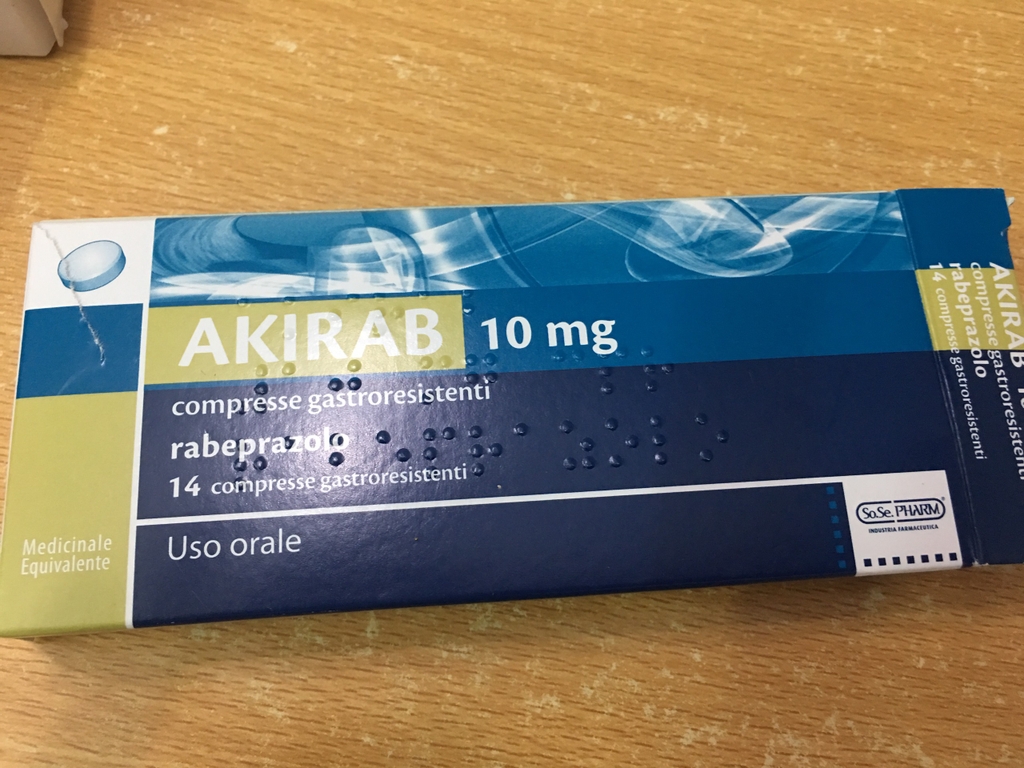 AKIRAB 10 mg
compresse gastroresistenti
rabeprazolo
14 compresse gastroresistenti
Uso orale
Medicinale
Equivalente
So.Se. PHARM®
INDUSTRIA FARMACEUTICA
AKIRAB
compresse gastroresistenti
rabeprazolo
14 compresse gastroresistenti